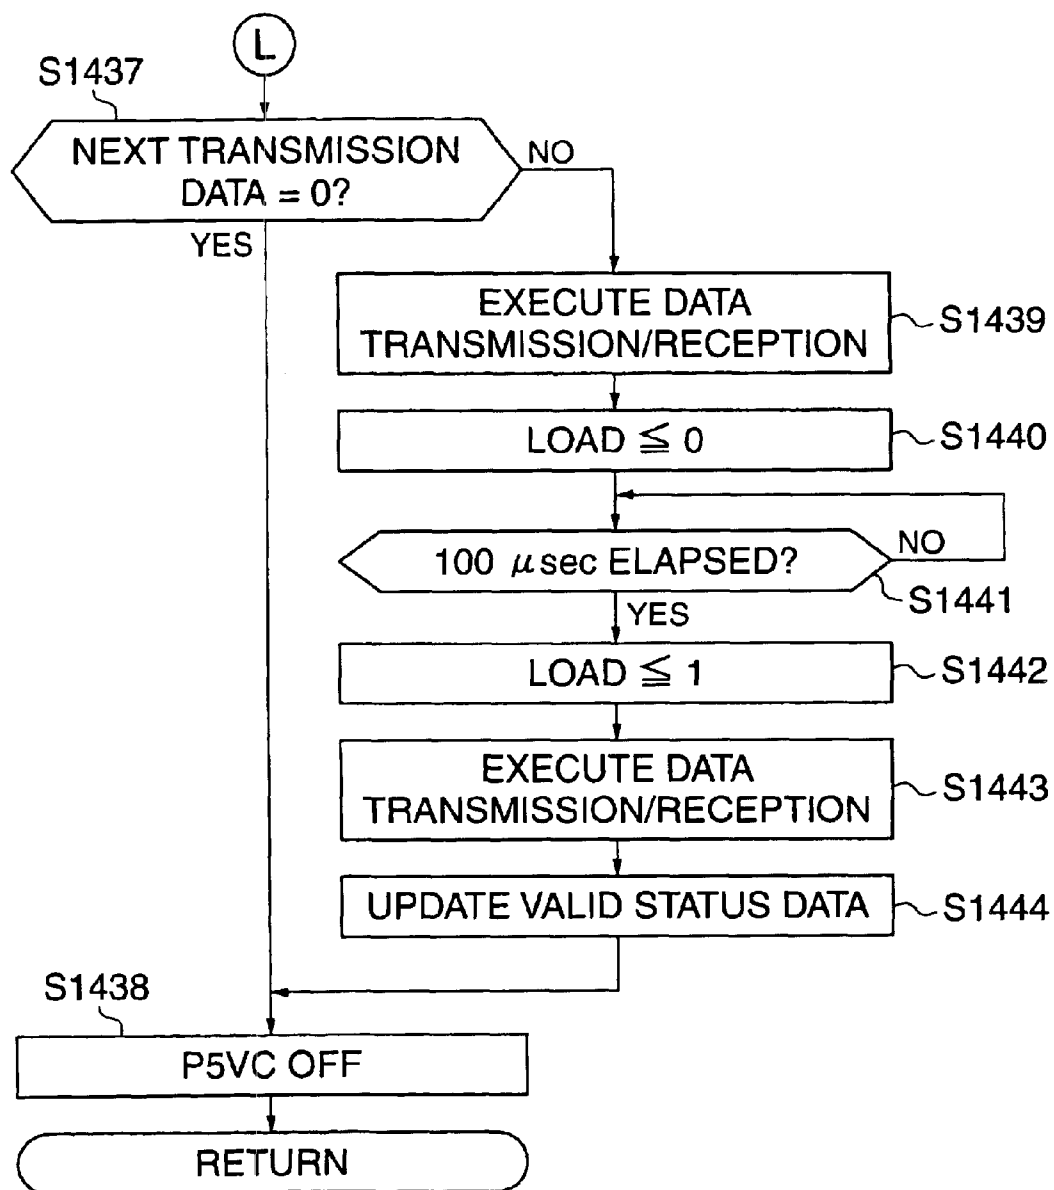 L
S1437
NEXT TRANSMISSION
DATA = 0?
NO
YES
EXECUTE DATA
TRANSMISSION/RECEPTION
S1439
LOAD ≦ 0
S1440
100 μsec ELAPSED?
NO
S1441
YES
LOAD ≦ 1
S1442
EXECUTE DATA
TRANSMISSION/RECEPTION
S1443
UPDATE VALID STATUS DATA
S1444
S1438
P5VC OFF
RETURN